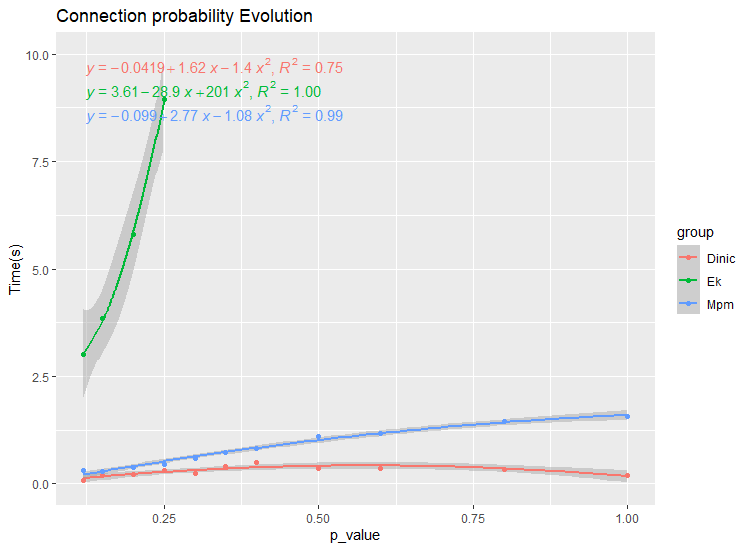 Connection probability Evolution
10.0
y = −0.0419 + 1.62 x − 1.4 x², R² = 0.75
y = 3.61 − 28.9 x + 201 x², R² = 1.00
y = −0.099 + 2.77 x − 1.08 x², R² = 0.99
7.5
5.0
2.5
0.0
Time(s)
0.25 0.50 0.75 1.00
p_value
group
Dinic
Ek
Mpm